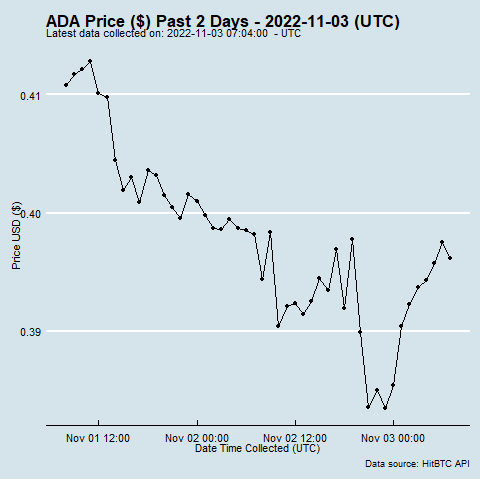 ADA Price ($) Past 2 Days - 2022-11-03 (UTC)
Latest data collected on: 2022-11-03 07:04:00 - UTC
0.41
0.40
0.39
Price USD ($)
Nov 01 12:00 Nov 02 00:00 Nov 02 12:00 Nov 03 00:00
Date Time Collected (UTC)
Data source: HitBTC API